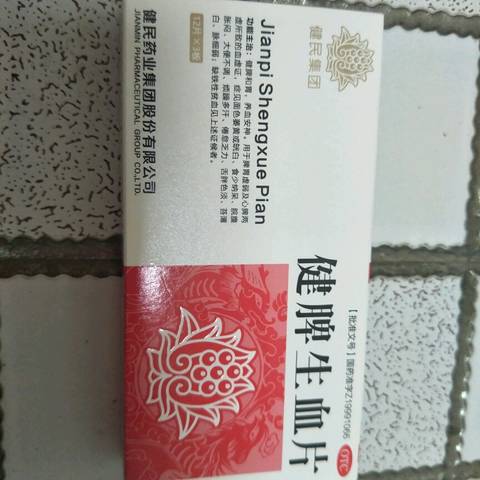 健民集团
Jianpi Shengxue Pian
功能主治:健脾和胃,养血安神。用于脾胃虚弱及心脾两
虚所致的血虚证,症见面色萎黄或㿠白、食少纳呆、脘腹
胀闷、大便不调、烦躁多汗、倦怠乏力、舌胖色淡、苔薄
白、脉细弱;缺铁性贫血见上述证候者。
12片×3板
健民药业集团股份有限公司
JIANMIN PHARMACEUTICAL GROUP CO.,LTD.
【批准文号】国药准字Z19991066
OTC
健脾生血片